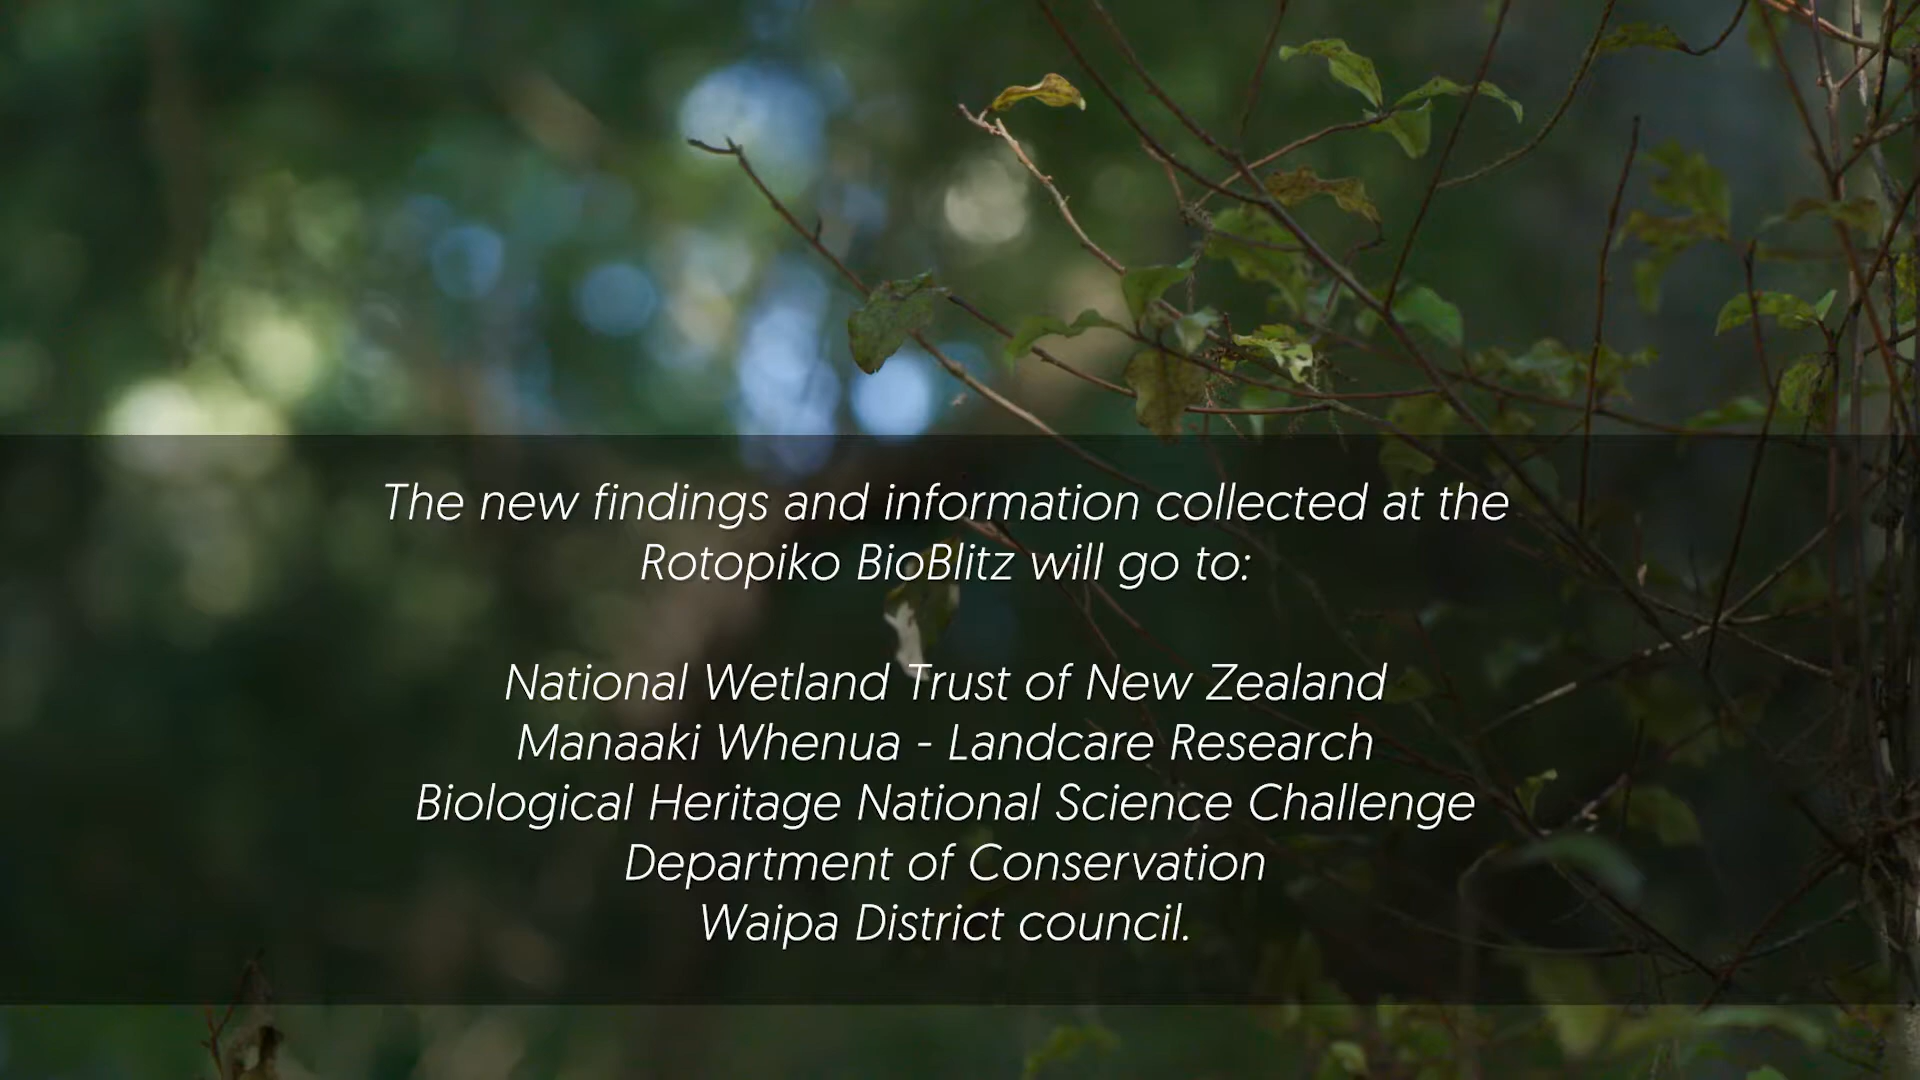 The new findings and information collected at the
Rotopiko BioBlitz will go to:
National Wetland Trust of New Zealand
Manaaki Whenua - Landcare Research
Biological Heritage National Science Challenge
Department of Conservation
Waipa District council.